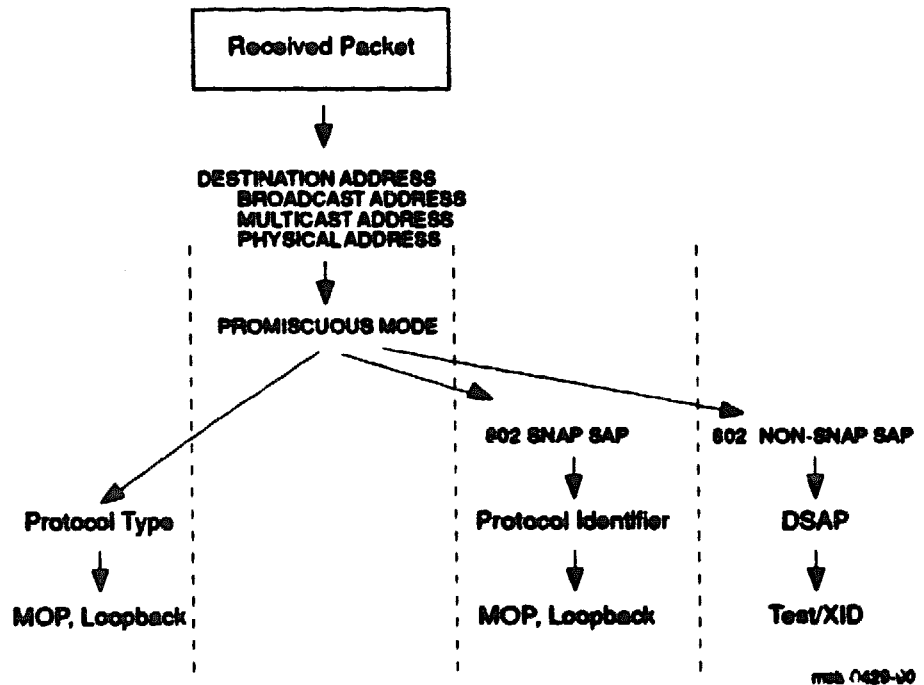 Received Packet
DESTINATION ADDRESS
BROADCAST ADDRESS
MULTICAST ADDRESS
PHYSICAL ADDRESS
PROMISCUOUS MODE
802 SNAP SAP
802 NON-SNAP SAP
Protocol Type
Protocol Identifier
DSAP
MOP, Loopback
MOP, Loopback
Test/XID